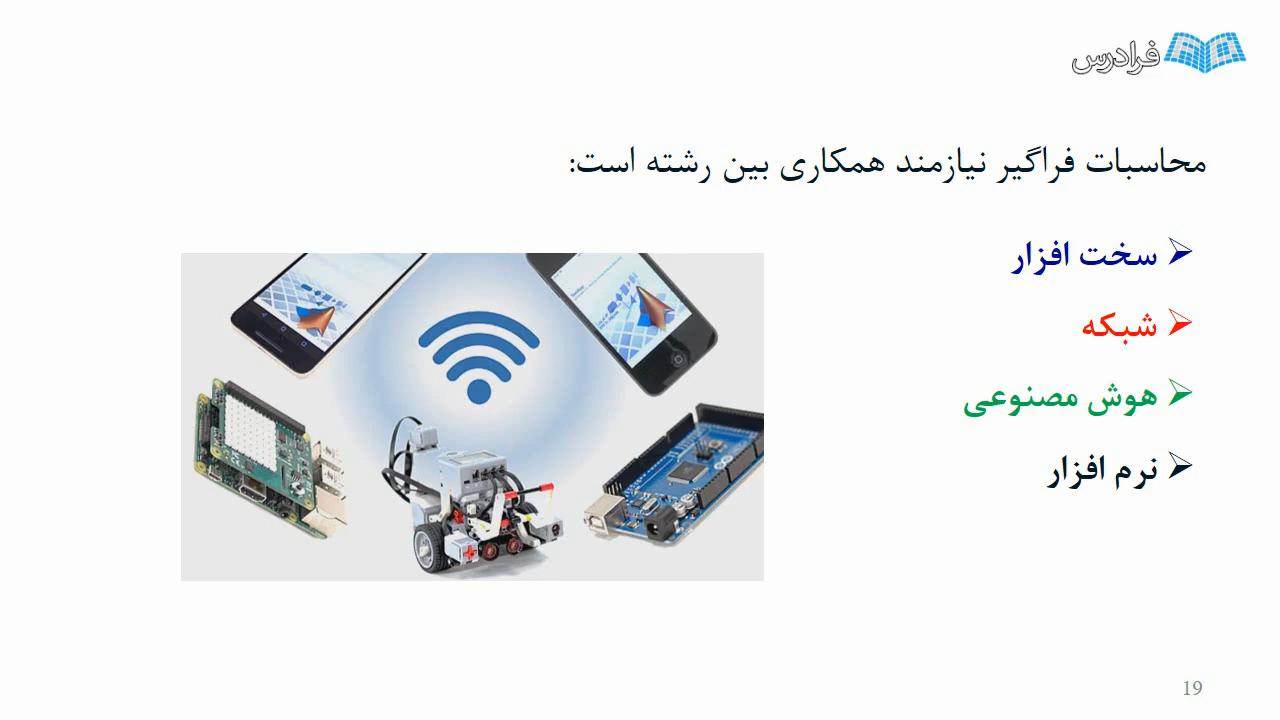 فرادرس
محاسبات فراگیر نیازمند همکاری بین رشته است:
سخت افزار
شبکه
هوش مصنوعی
نرم افزار
19